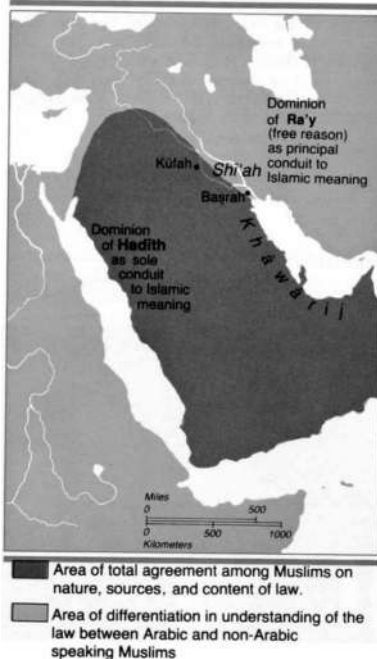 Dominion
of Ra'y
(free reason)
as principal
conduit to
Islamic meaning
Kūfah
Shī'ah
Baṣrah
Khawārij
Dominion
of Hadīth
as sole
conduit
to Islamic
meaning
Miles
0 500
0 500 1000
Kilometers
Area of total agreement among Muslims on
nature, sources, and content of law.
Area of differentiation in understanding of the
law between Arabic and non-Arabic
speaking Muslims